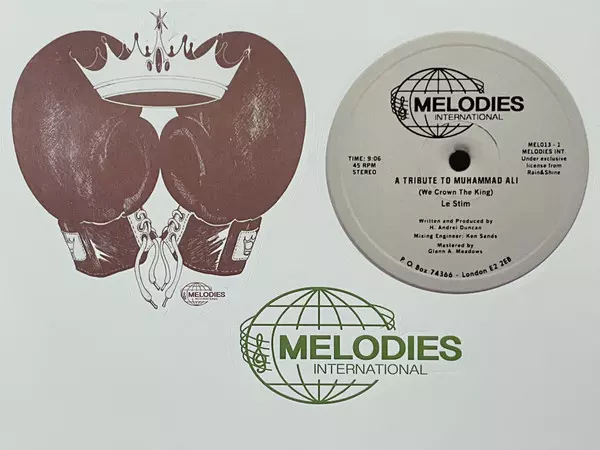 MELODIES
INTERNATIONAL
TIME: 9:06
45 RPM
STEREO
MEL013 - 1
MELODIES INT.
Under exclusive
license from
Rain&Shine
A TRIBUTE TO MUHAMMAD ALI
(We Crown The King)
Le Stim
Written and Produced by
H. Andrei Duncan
Mixing Engineer: Ken Sands
Mastered by
Glenn A. Meadows
P.O. Box 74366 - London E2 2EB
MELODIES
INTERNATIONAL
MELODIES
INTERNATIONAL